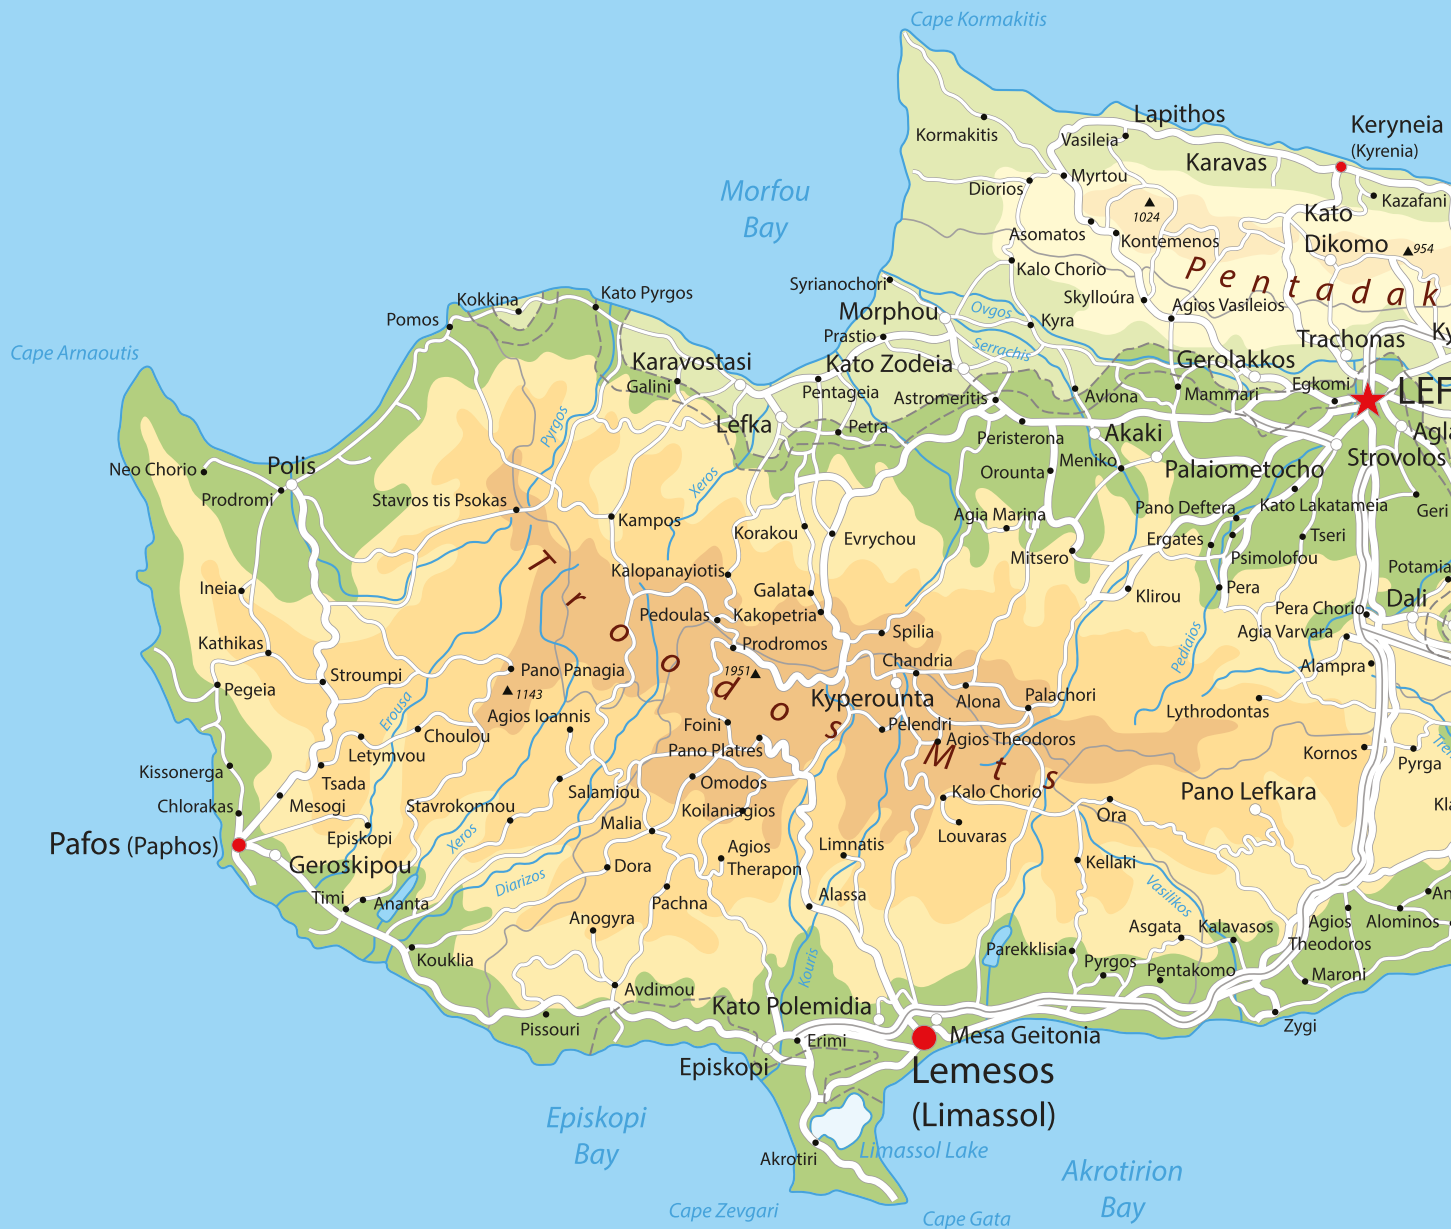 Cape Kormakitis
Lapithos
Keryneia
(Kyrenia)
Kormakitis
Vasileia
Karavas
Myrtou
Diorios
Kazafani
Morfou
Bay
1024
Kato
Dikomo
954
Asomatos
Kontemenos
Pentadak
Kalo Chorio
Syrianochori
Skylloúra
Agios Vasileios
Kokkina
Kato Pyrgos
Pomos
Morphou
Ovgos
Kyra
Prastio
Serrachis
Trachonas
Ky
Cape Arnaoutis
Karavostasi
Galini
Kato Zodeia
Gerolakkos
Pentageia
Astromeritis
Avlona
Mammari
Egkomi
LEF
Pyrgos
Lefka
Petra
Peristerona
Akaki
Agla
Strovolos
Neo Chorio
Polis
Prodromi
Xeros
Orounta
Meniko
Palaiometocho
Stavros tis Psokas
Kampos
Agia Marina
Pano Deftera
Kato Lakatameia
Geri
Korakou
Evrychou
Mitsero
Ergates
Tseri
Psimolofou
Troodos Mts
Kalopanayiotis
Potamia
Ineia
Galata
Klirou
Pera
Dali
Pedoulas
Kakopetria
Pera Chorio
Kathikas
Prodromos
Spilia
Pediaios
Agia Varvara
Chandria
Alampra
Stroumpi
Pano Panagia
1951
Pegeia
1143
Kyperounta
Alona
Palachori
Erousa
Agios Ioannis
Foini
Pelendri
Lythrodontas
Choulou
Pano Platres
Agios Theodoros
Letymvou
Kornos
Pyrga
Kissonerga
Tsada
Omodos
Kalo Chorio
Pano Lefkara
Chlorakas
Mesogi
Stavrokonnou
Salamiou
Koilaniagios
Ora
Malia
Louvaras
Pafos (Paphos)
Episkopi
Xeros
Limnatis
Geroskipou
Dora
Agios
Therapon
Kellaki
Diarizos
Vasilikos
Timi
Ananta
Pachna
Alassa
An
Anogyra
Asgata
Kalavasos
Agios
Theodoros
Alominos
Kouklia
Kouris
Parekklisia
Pyrgos
Pentakomo
Maroni
Avdimou
Kato Polemidia
Pissouri
Erimi
Mesa Geitonia
Zygi
Episkopi
Lemesos
(Limassol)
Episkopi
Bay
Limassol Lake
Akrotiri
Akrotirion
Bay
Cape Zevgari
Cape Gata